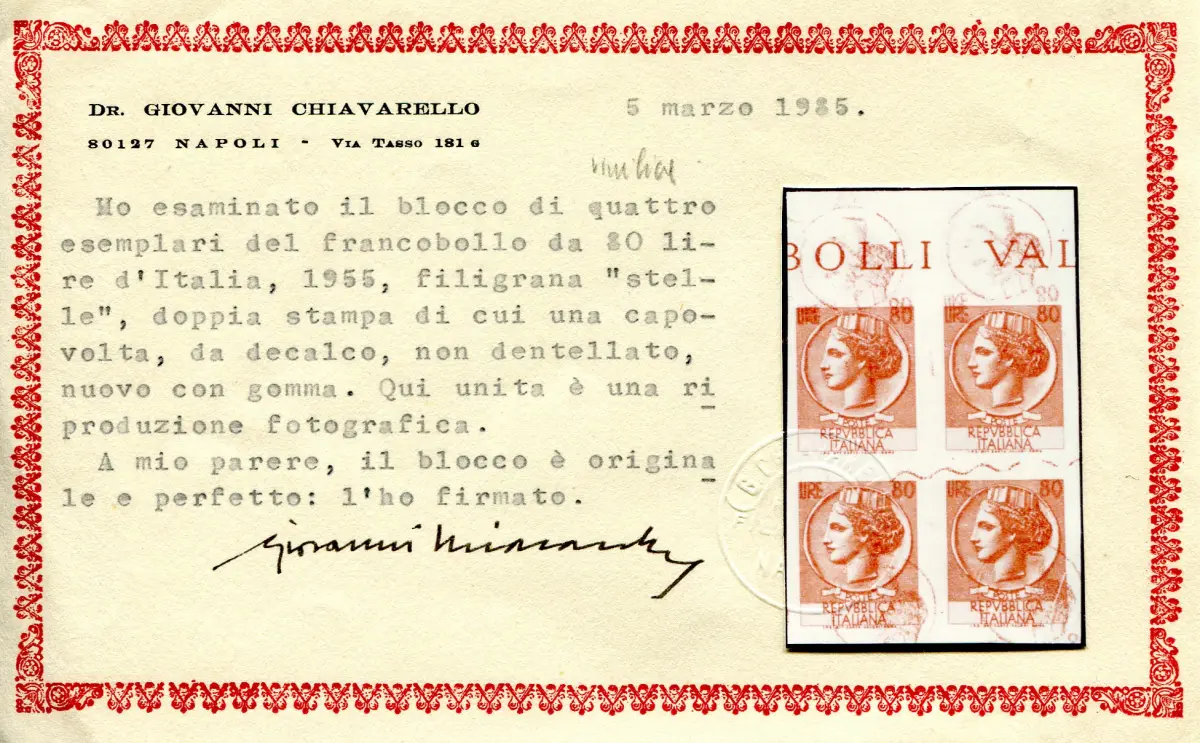 DR. GIOVANNI CHIAVARELLO
5 marzo 1985.
80127 NAPOLI - VIA TASSO 181 G
Ho esaminato il blocco di quattro
esemplari del francobollo da 80 li-
re d'Italia, 1955, filigrana "stel-
le", doppia stampa di cui una capo-
volta, da decalco, non dentellato,
nuovo con gomma. Qui unita è una ri
produzione fotografica.
A mio parere, il blocco è origina
le e perfetto: l'ho firmato.
BOLLI VAL
LIRE 80 LIRE 80
POSTE POSTE
REPVBBLICA REPVBBLICA
ITALIANA ITALIANA
LIRE 80 LIRE 80
POSTE POSTE
REPVBBLICA REPVBBLICA
ITALIANA ITALIANA